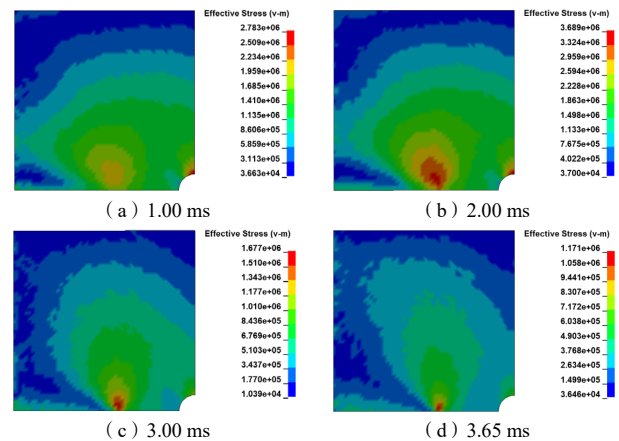 Effective Stress (v-m)
2.783e+06
2.509e+06
2.234e+06
1.959e+06
1.685e+06
1.410e+06
1.135e+06
8.605e+05
5.859e+05
3.113e+05
3.663e+04
（a）1.00 ms
Effective Stress (v-m)
3.689e+06
3.324e+06
2.959e+06
2.594e+06
2.228e+06
1.863e+06
1.498e+06
1.133e+06
7.675e+05
4.022e+05
3.700e+04
（b）2.00 ms
Effective Stress (v-m)
1.677e+06
1.510e+06
1.343e+06
1.177e+06
1.010e+06
8.436e+05
6.769e+05
5.103e+05
3.437e+05
1.770e+05
1.039e+04
（c）3.00 ms
Effective Stress (v-m)
1.171e+06
1.058e+06
9.441e+05
8.307e+05
7.172e+05
6.038e+05
4.903e+05
3.768e+05
2.634e+05
1.499e+05
3.646e+04
（d）3.65 ms